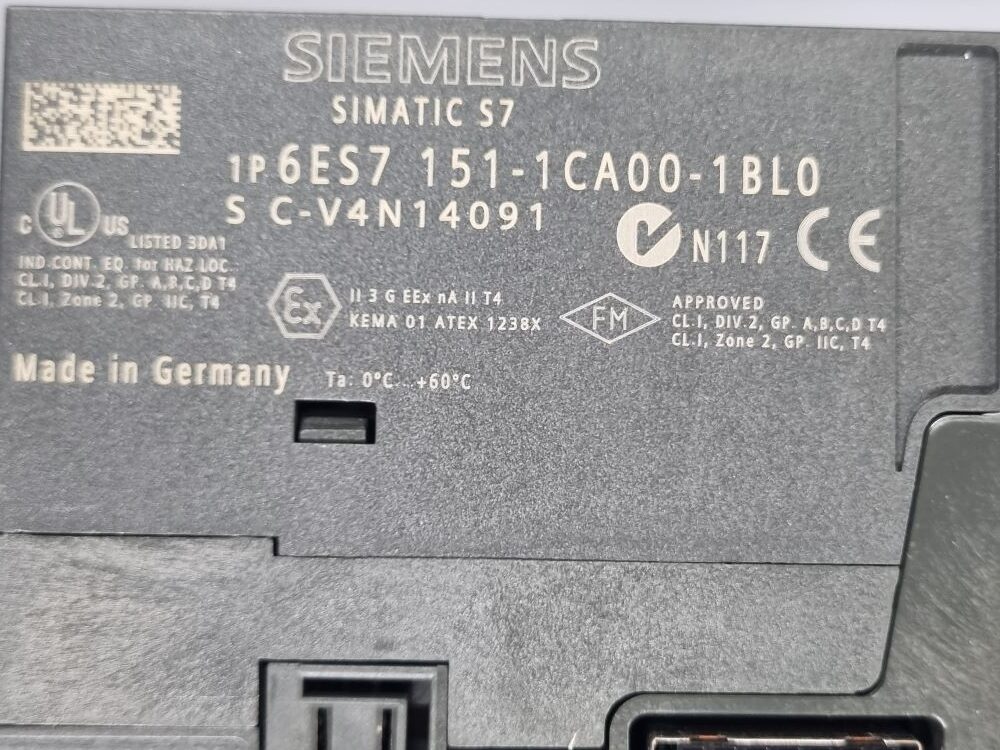 SIEMENS
SIMATIC S7
1P 6ES7 151-1CA00-1BL0
S C-V4N14091
C UL US
LISTED 3DA1
IND.CONT. EQ. for HAZ LOC.
CL.I, DIV.2, GP. A,B,C,D T4
CL.I, Zone 2, GP. IIC, T4
N117 CE
Ex
II 3 G EEx nA II T4
KEMA 01 ATEX 1238X
FM
APPROVED
CL.I, DIV.2, GP. A,B,C,D T4
CL.I, Zone 2, GP. IIC, T4
Made in Germany
Ta: 0°C...+60°C